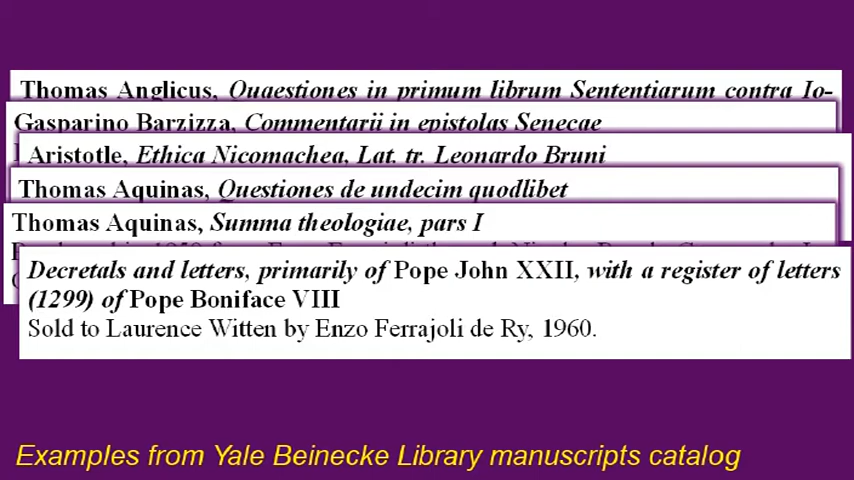 Thomas Anglicus, Quaestiones in primum librum Sententiarum contra Io-
Gasparino Barzizza, Commentarii in epistolas Senecae
Aristotle, Ethica Nicomachea, Lat. tr. Leonardo Bruni
Thomas Aquinas, Questiones de undecim quodlibet
Thomas Aquinas, Summa theologiae, pars I
Decretals and letters, primarily of Pope John XXII, with a register of letters
(1299) of Pope Boniface VIII
Sold to Laurence Witten by Enzo Ferrajoli de Ry, 1960.
Examples from Yale Beinecke Library manuscripts catalog